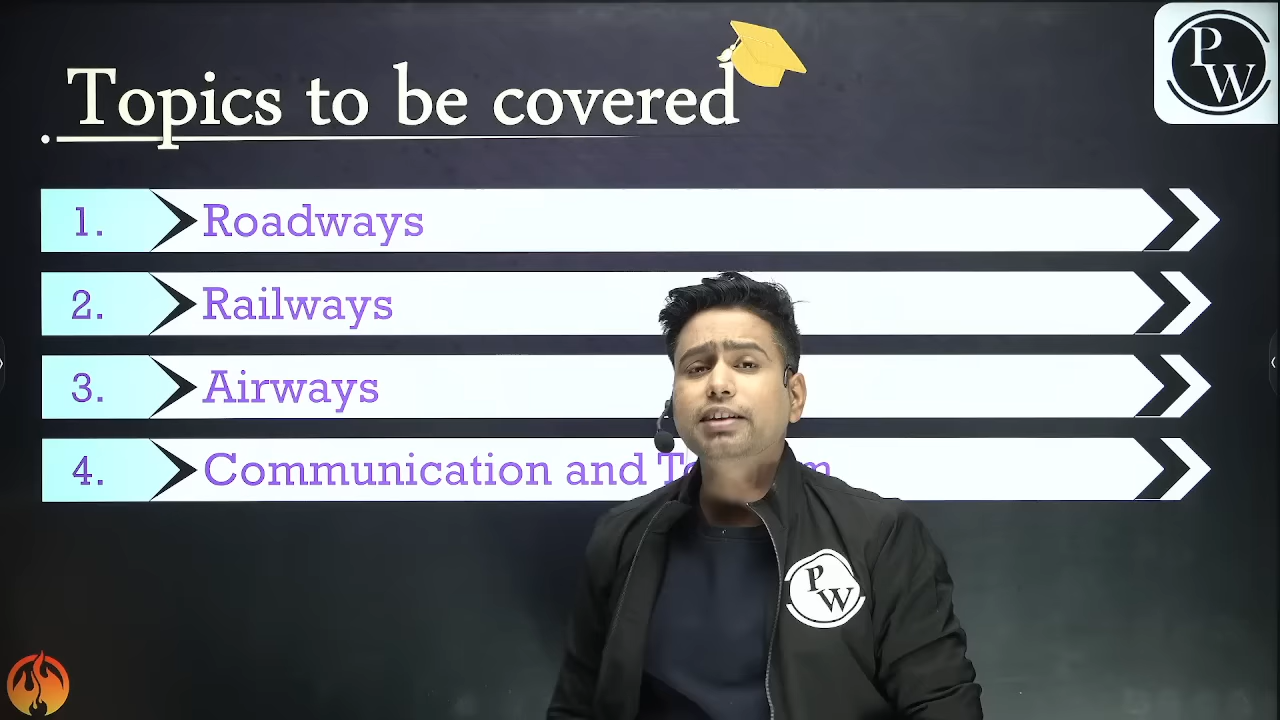 Topics to be covered
PW
1. Roadways
2. Railways
3. Airways
4. Communication and
PW